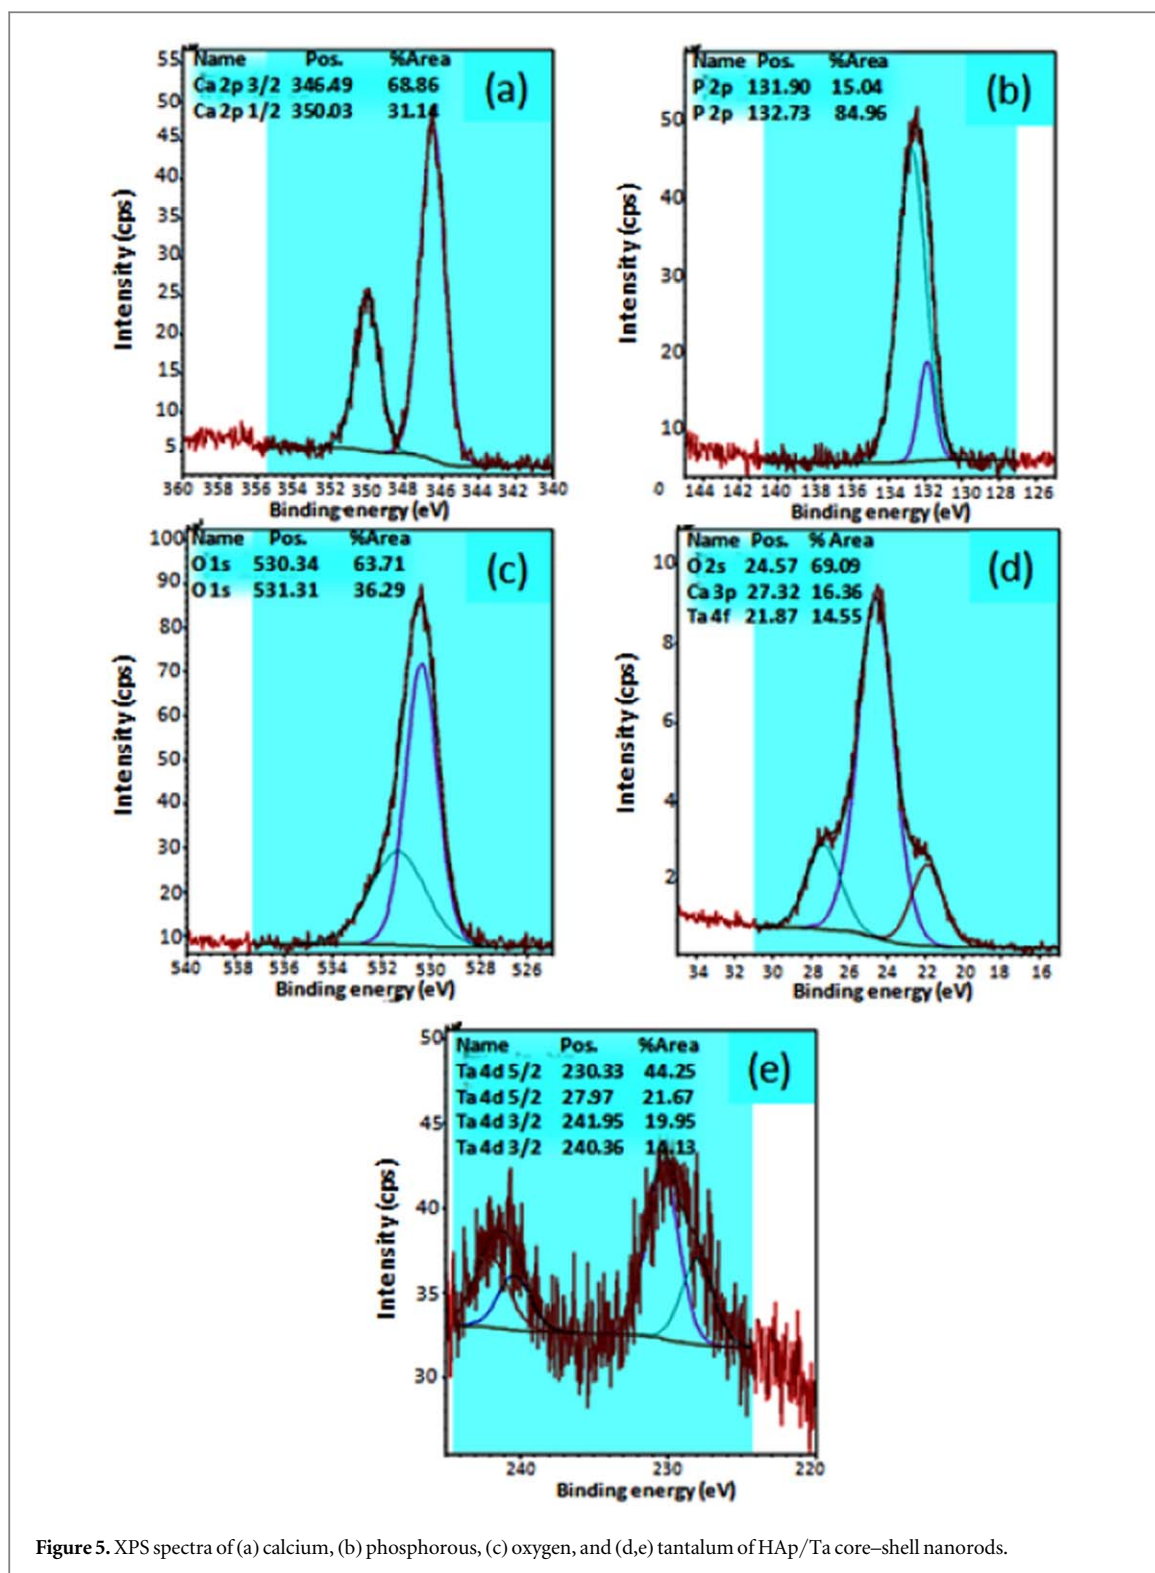 Name Pos. %Area
Ca 2p 3/2 346.49 68.86
Ca 2p 1/2 350.03 31.14
(a)
55
50
45
40
35
30
25
20
15
10
5
Intensity (cps)
360 358 356 354 352 350 348 346 344 342 340
Binding energy (eV)
Name Pos. %Area
P 2p 131.90 15.04
P 2p 132.73 84.96
(b)
50
40
30
20
10
0
Intensity (cps)
144 142 140 138 136 134 132 130 128 126
Binding energy (eV)
Name Pos. %Area
O 1s 530.34 63.71
O 1s 531.31 36.29
(c)
100
90
80
70
60
50
40
30
20
10
Intensity (cps)
540 538 536 534 532 530 528 526
Binding energy (eV)
Name Pos. % Area
O 2s 24.57 69.09
Ca 3p 27.32 16.36
Ta 4f 21.87 14.55
(d)
10
8
6
4
2
Intensity (cps)
34 32 30 28 26 24 22 20 18 16
Binding energy (eV)
Name Pos. %Area
Ta 4d 5/2 230.33 44.25
Ta 4d 5/2 27.97 21.67
Ta 4d 3/2 241.95 19.95
Ta 4d 3/2 240.36 14.13
(e)
50
45
40
35
30
Intensity (cps)
240 230 220
Binding energy (eV)
Figure 5. XPS spectra of (a) calcium, (b) phosphorous, (c) oxygen, and (d,e) tantalum of HAp/Ta core–shell nanorods.